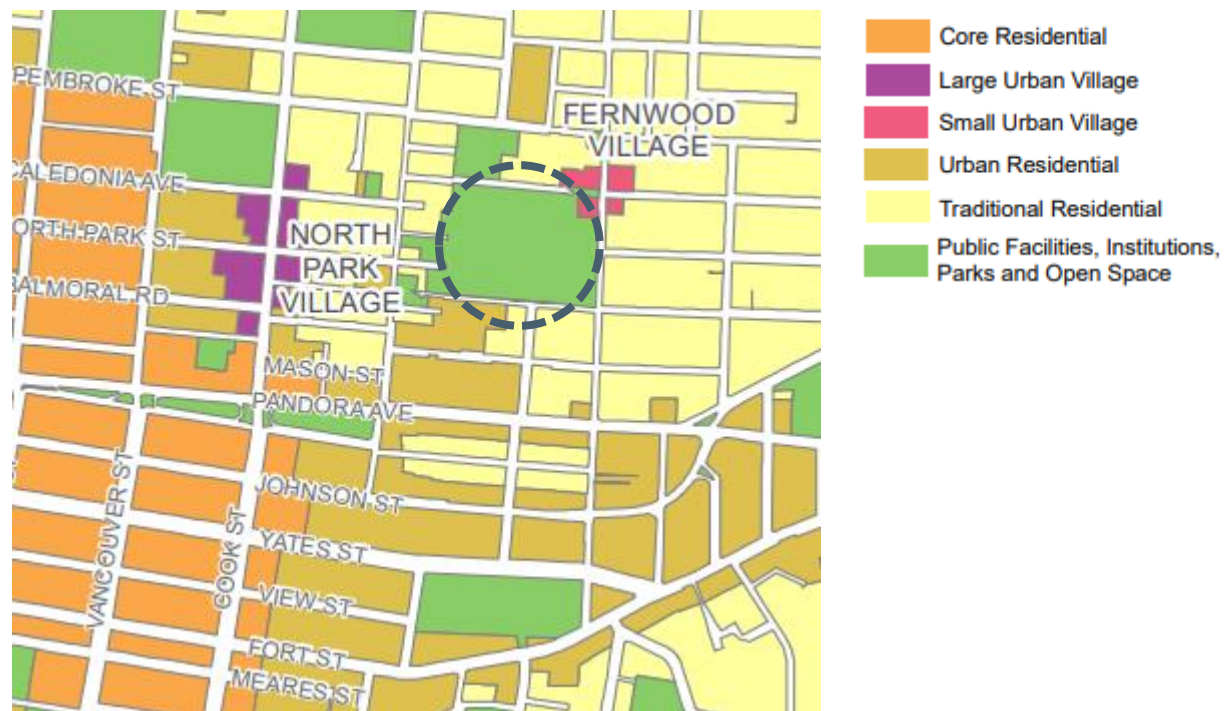 PEMBROKE ST
FERNWOOD
VILLAGE
CALEDONIA AVE
ORTH PARK ST
NORTH
PARK
VILLAGE
BALMORAL RD
MASON ST
PANDORA AVE
VANCOUVER ST
COOK ST
JOHNSON ST
YATES ST
VIEW ST
FORT ST
MEARES ST
Core Residential
Large Urban Village
Small Urban Village
Urban Residential
Traditional Residential
Public Facilities, Institutions,
Parks and Open Space